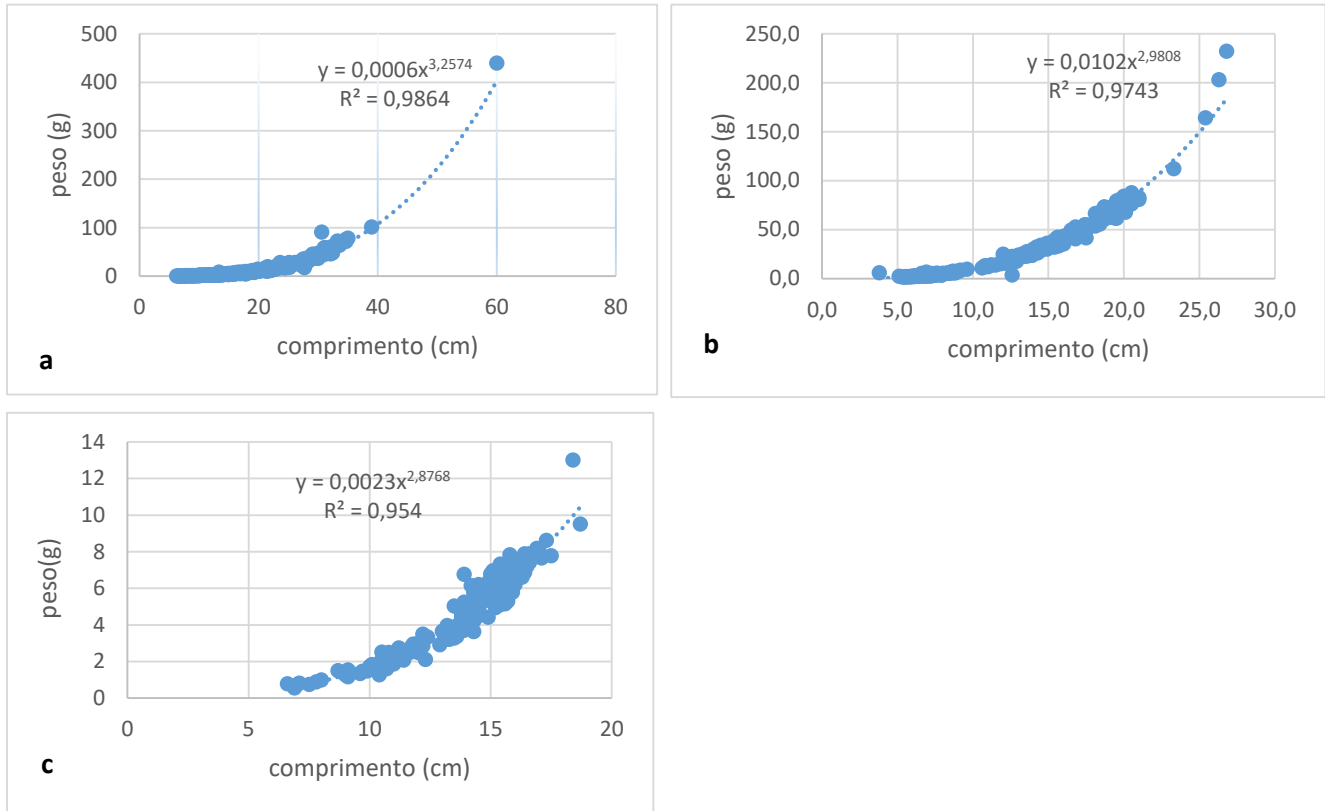 500
400
300
200
100
0
peso (g)
y = 0,0006x^3,2574
R² = 0,9864
0 20 40 60 80
comprimento (cm)
a
250,0
200,0
150,0
100,0
50,0
0,0
peso (g)
y = 0,0102x^2,9808
R² = 0,9743
0,0 5,0 10,0 15,0 20,0 25,0 30,0
comprimento (cm)
b
14
12
10
8
6
4
2
0
peso(g)
y = 0,0023x^2,8768
R² = 0,954
0 5 10 15 20
comprimento (cm)
c